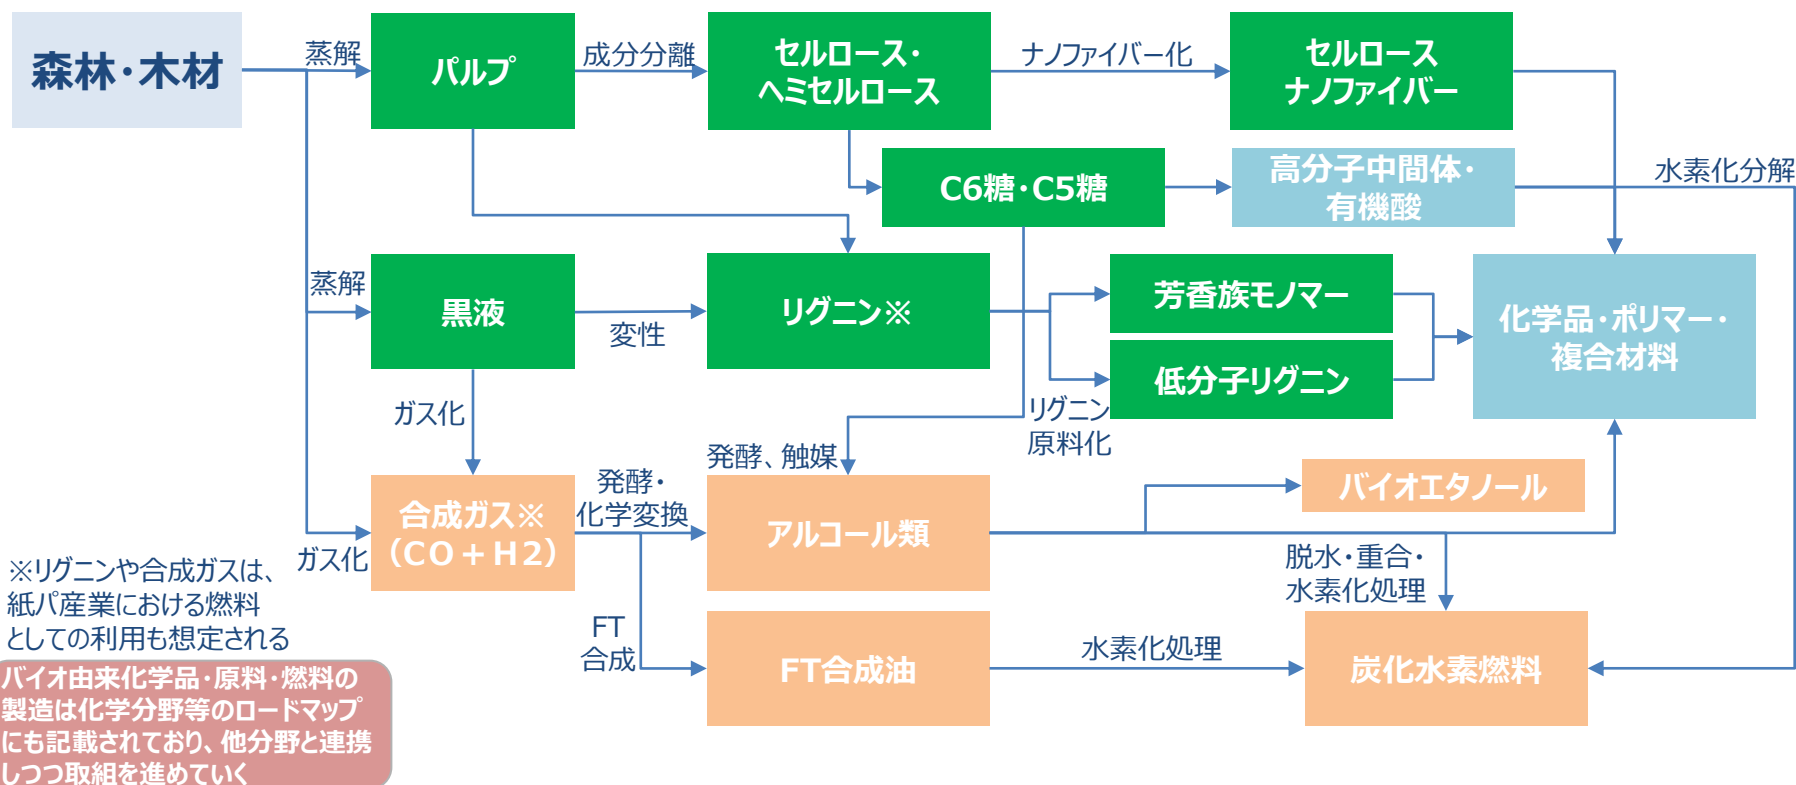 森林・木材
蒸解
パルプ
成分分離
セルロース・
ヘミセルロース
ナノファイバー化
セルロース
ナノファイバー
C6糖・C5糖
高分子中間体・
有機酸
水素化分解
蒸解
黒液
変性
リグニン※
芳香族モノマー
低分子リグニン
化学品・ポリマー・
複合材料
リグニン
原料化
ガス化
発酵、触媒
ガス化
合成ガス※
（CO＋H2）
発酵・
化学変換
アルコール類
バイオエタノール
脱水・重合・
水素化処理
FT
合成
FT合成油
水素化処理
炭化水素燃料
※リグニンや合成ガスは、
紙パ産業における燃料
としての利用も想定される
バイオ由来化学品・原料・燃料の
製造は化学分野等のロードマップ
にも記載されており、他分野と連携
しつつ取組を進めていく